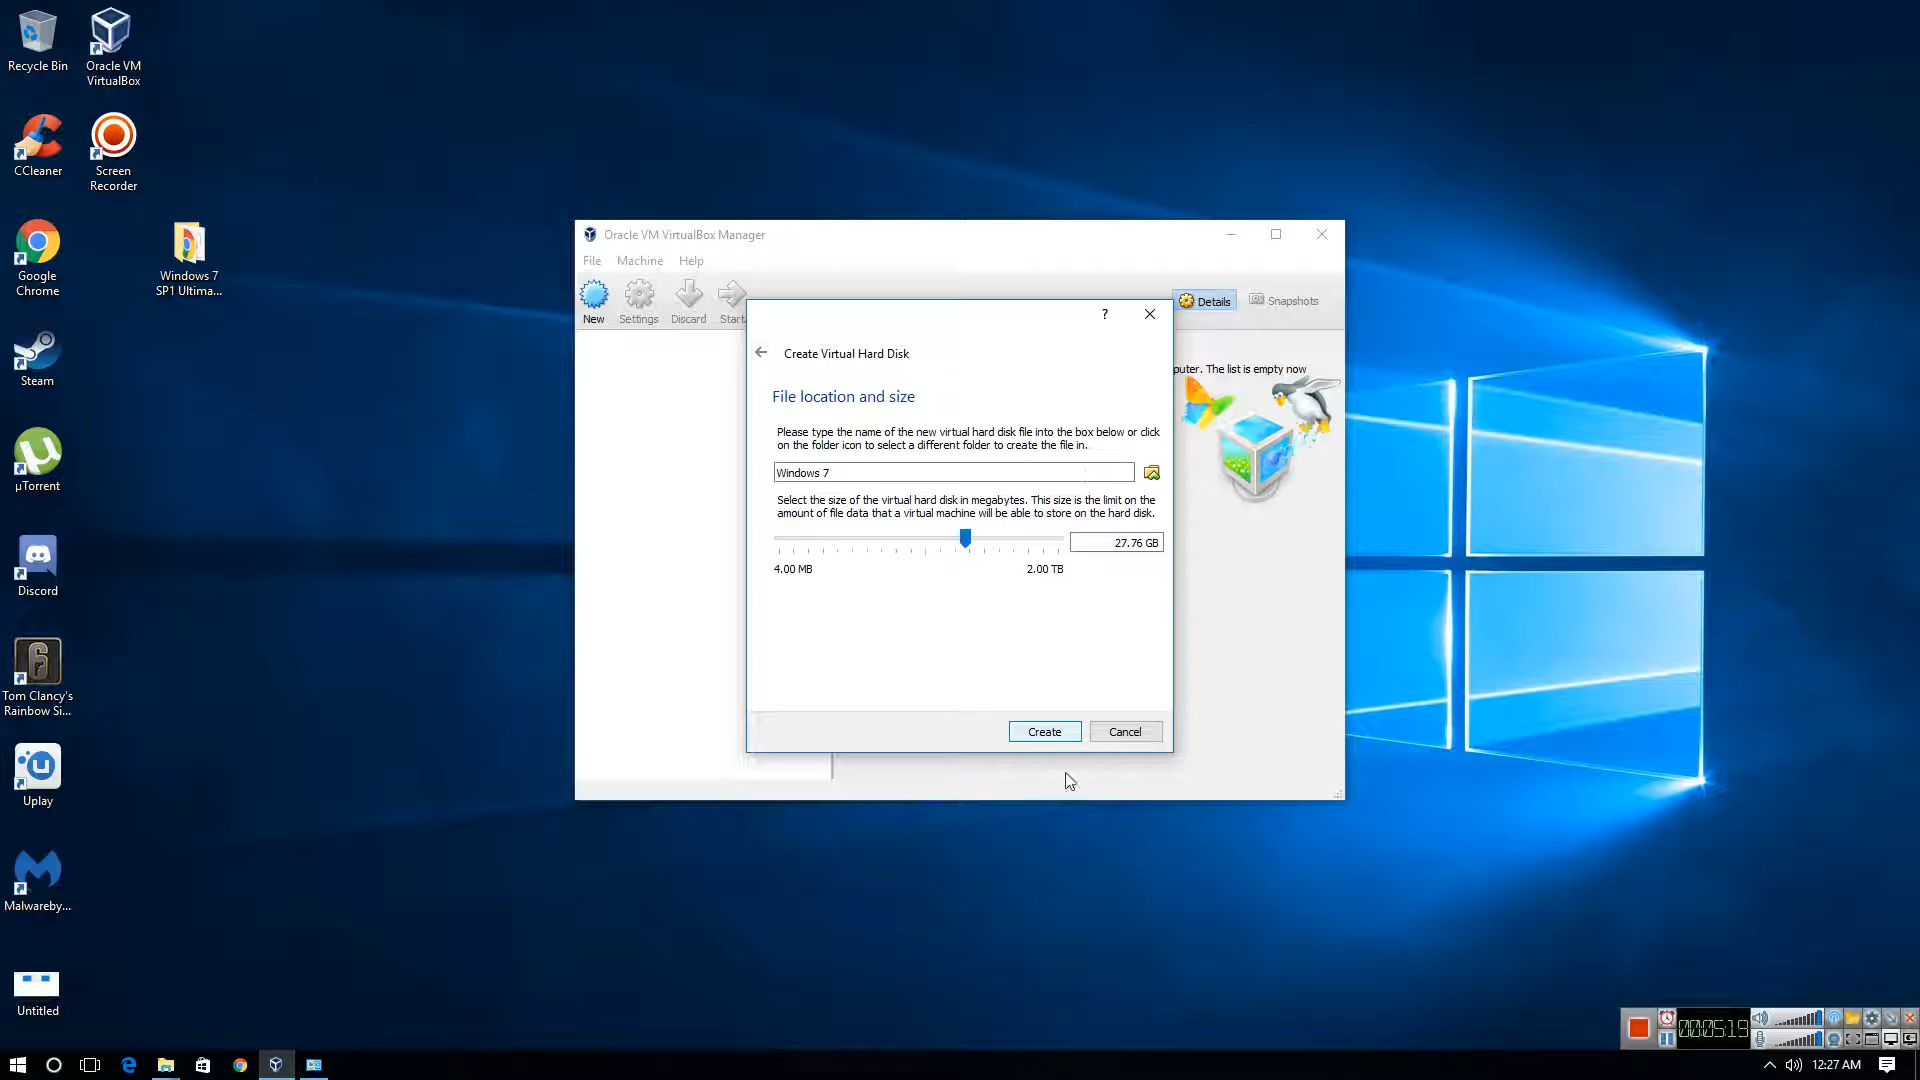 Recycle Bin
Oracle VM
VirtualBox
CCleaner
Screen
Recorder
Google
Chrome
Windows 7
SP1 Ultima...
Steam
µTorrent
Discord
Tom Clancy's
Rainbow Si...
Uplay
Malwareby...
Untitled
Oracle VM VirtualBox Manager
File Machine Help
New Settings Discard Start
Details Snapshots
puter. The list is empty now
?
Create Virtual Hard Disk
File location and size
Please type the name of the new virtual hard disk file into the box below or click
on the folder icon to select a different folder to create the file in.
Windows 7
Select the size of the virtual hard disk in megabytes. This size is the limit on the
amount of file data that a virtual machine will be able to store on the hard disk.
27.76 GB
4.00 MB 2.00 TB
Create Cancel
00:05:19
12:27 AM